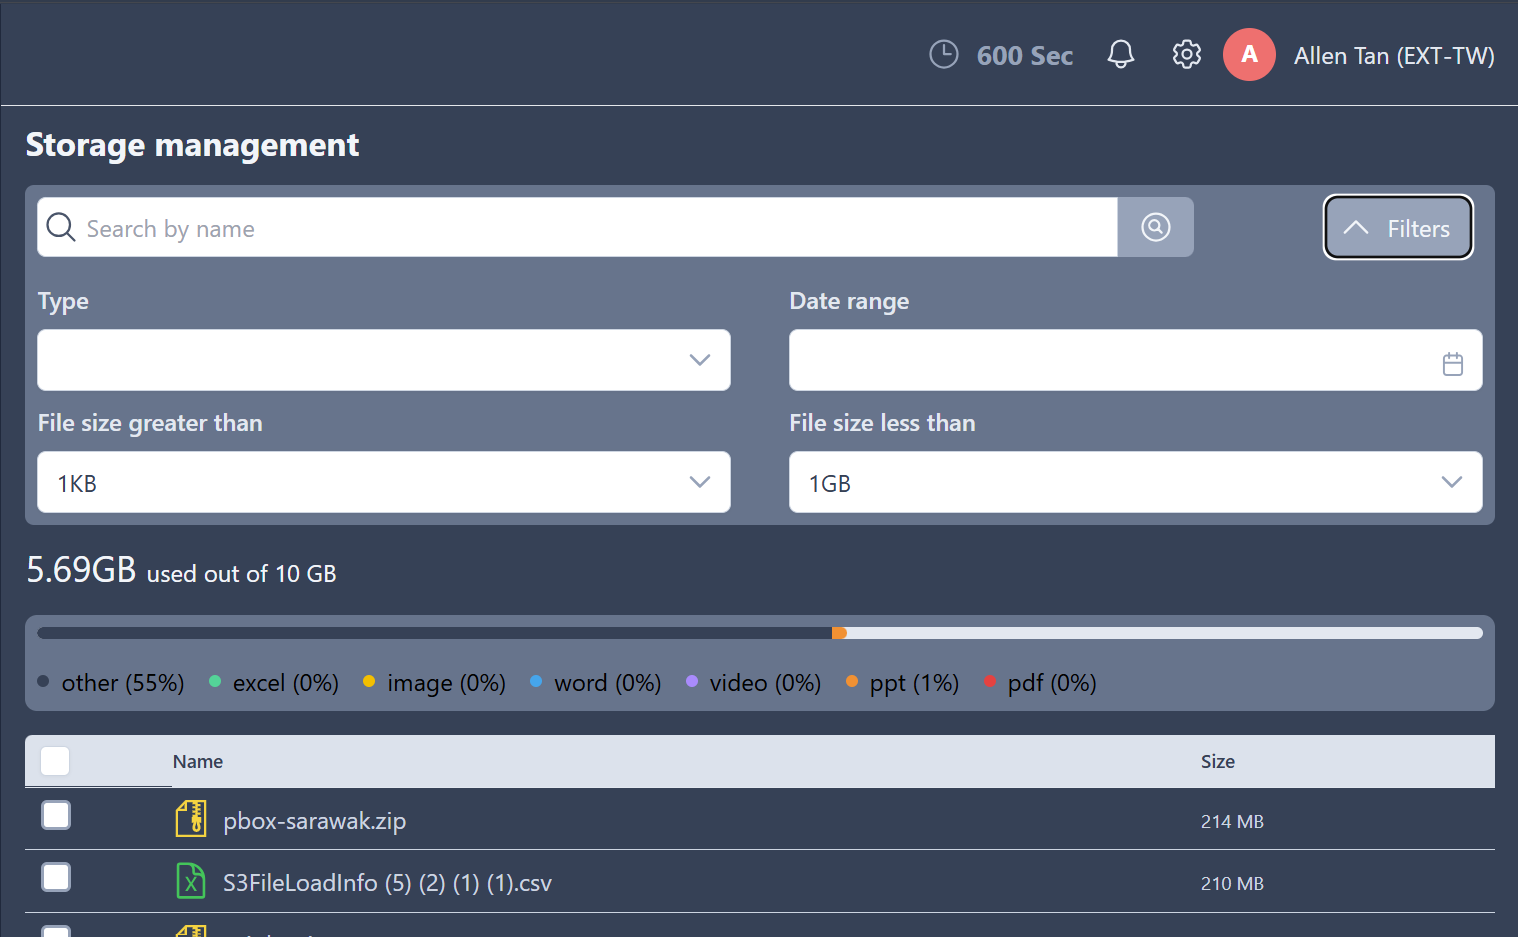 600 Sec
A
Allen Tan (EXT-TW)
Storage management
Search by name
Filters
Type
Date range
File size greater than
File size less than
1KB
1GB
5.69GB used out of 10 GB
other (55%) excel (0%) image (0%) word (0%) video (0%) ppt (1%) pdf (0%)
Name Size
pbox-sarawak.zip 214 MB
S3FileLoadInfo (5) (2) (1) (1).csv 210 MB